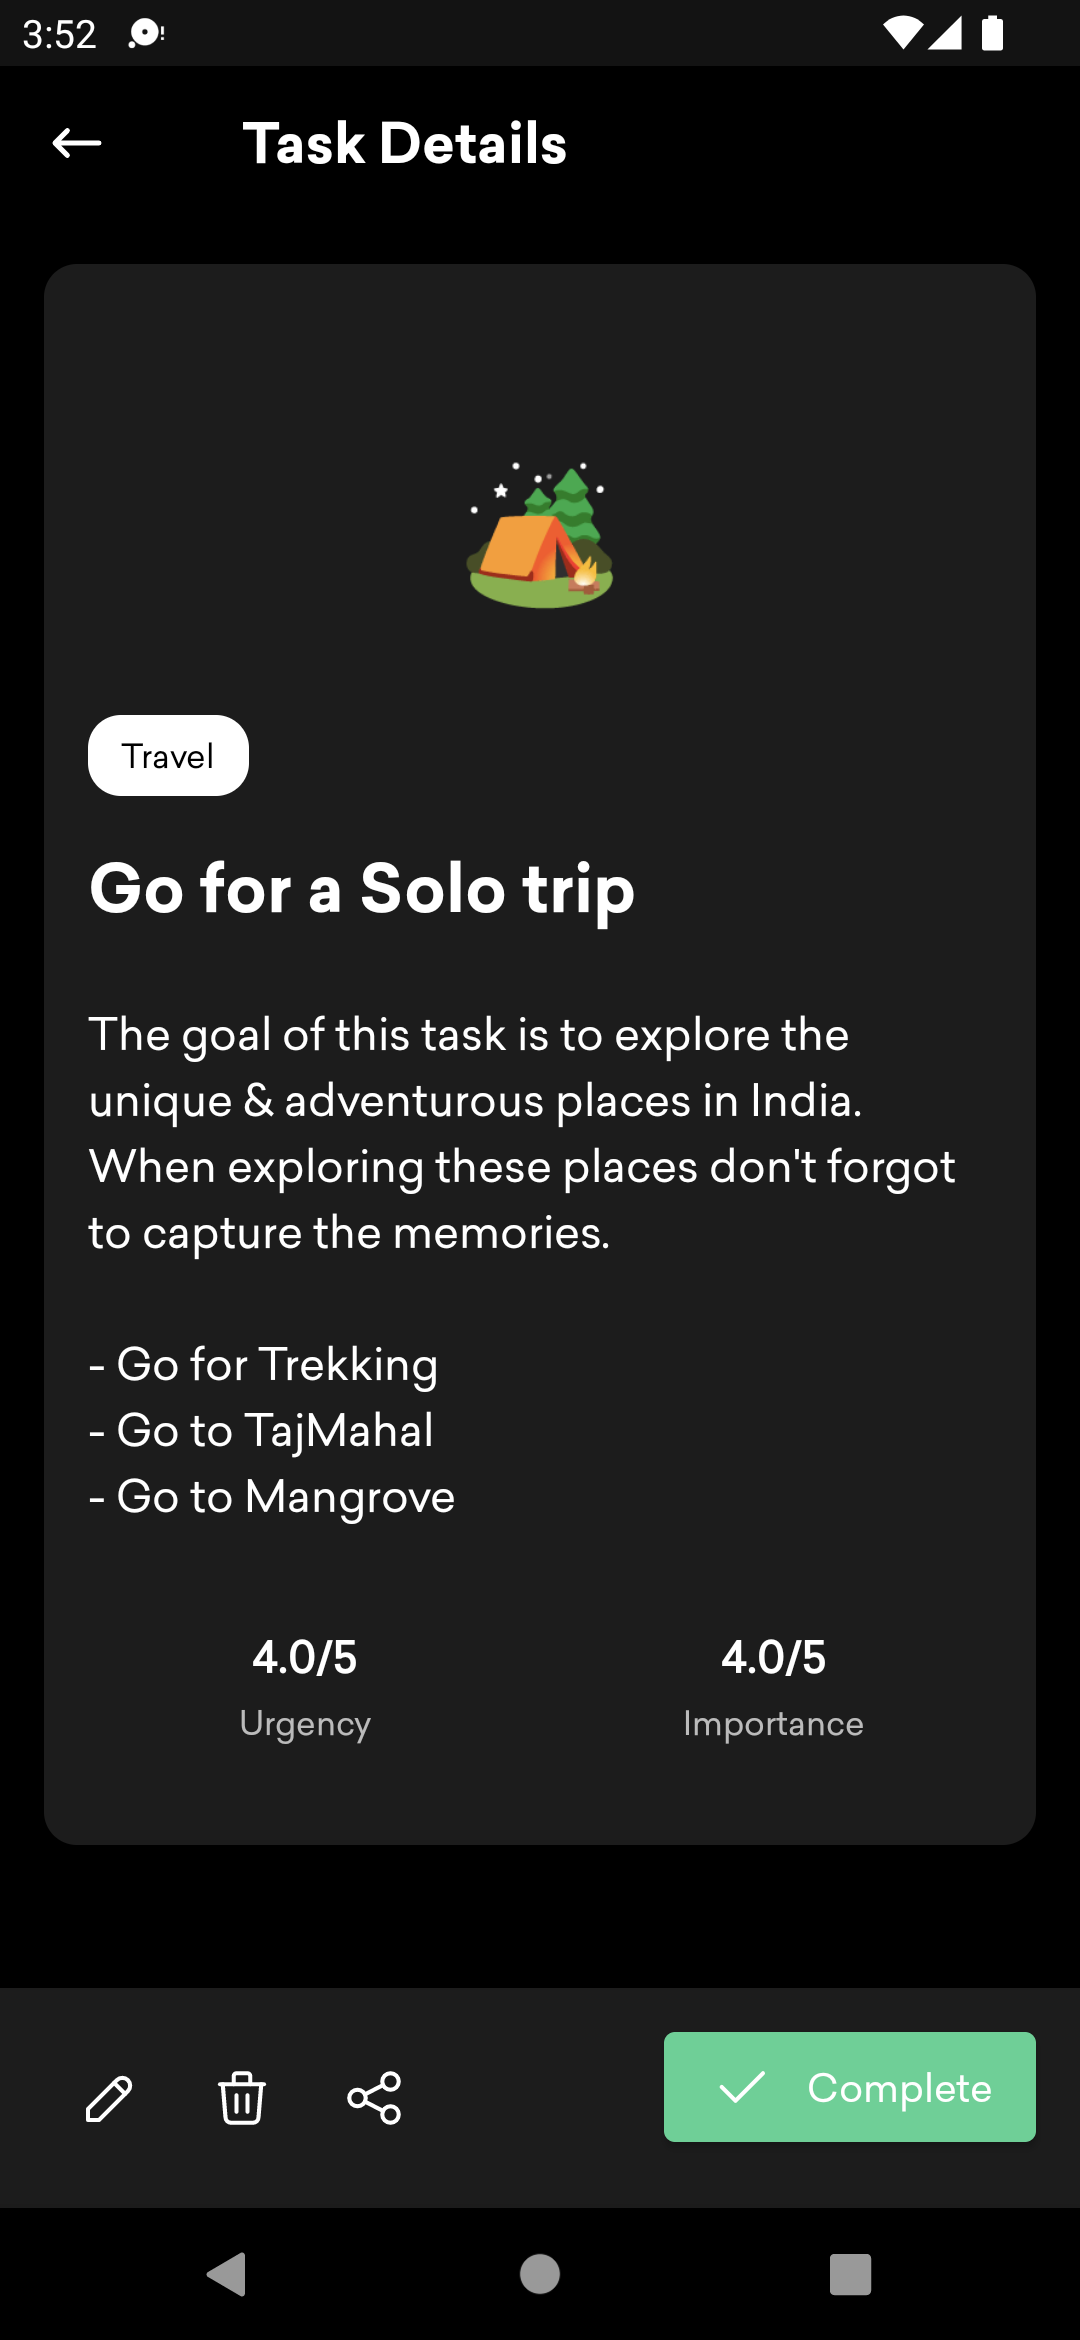 3:52
Task Details
Travel
Go for a Solo trip
The goal of this task is to explore the
unique & adventurous places in India.
When exploring these places don't forgot
to capture the memories.
- Go for Trekking
- Go to TajMahal
- Go to Mangrove
4.0/5 4.0/5
Urgency Importance
Complete